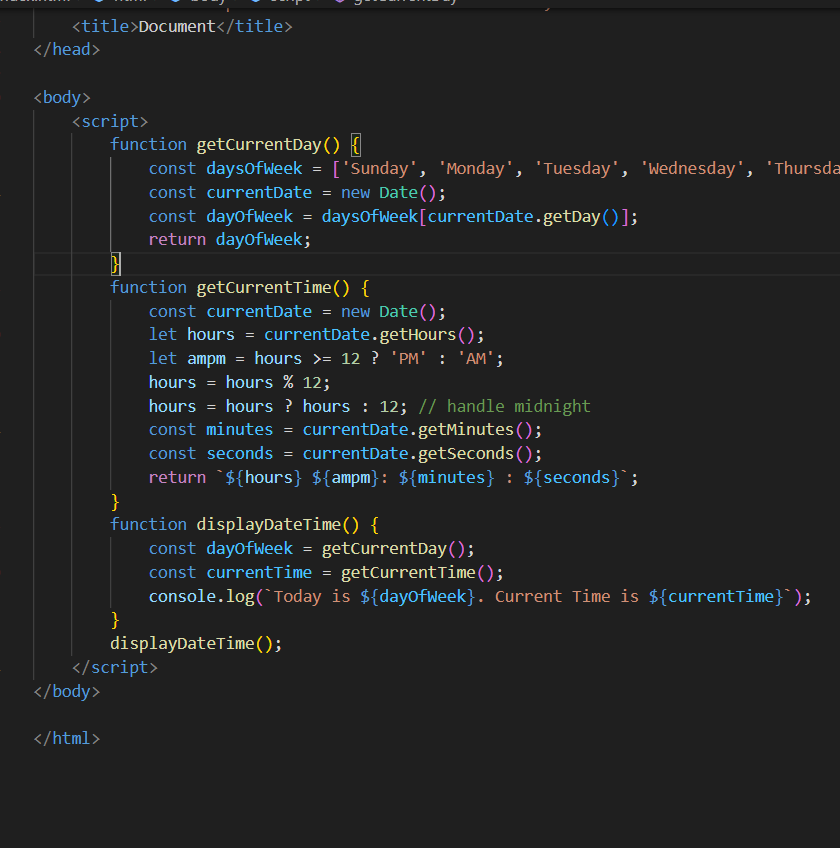 <title>Document</title>
</head>
<body>
<script>
function getCurrentDay() {
const daysOfWeek = ['Sunday', 'Monday', 'Tuesday', 'Wednesday', 'Thursda
const currentDate = new Date();
const dayOfWeek = daysOfWeek[currentDate.getDay()];
return dayOfWeek;
}
function getCurrentTime() {
const currentDate = new Date();
let hours = currentDate.getHours();
let ampm = hours >= 12 ? 'PM' : 'AM';
hours = hours % 12;
hours = hours ? hours : 12; // handle midnight
const minutes = currentDate.getMinutes();
const seconds = currentDate.getSeconds();
return `${hours} ${ampm}: ${minutes} : ${seconds}`;
}
function displayDateTime() {
const dayOfWeek = getCurrentDay();
const currentTime = getCurrentTime();
console.log(`Today is ${dayOfWeek}. Current Time is ${currentTime}`);
}
displayDateTime();
</script>
</body>
</html>